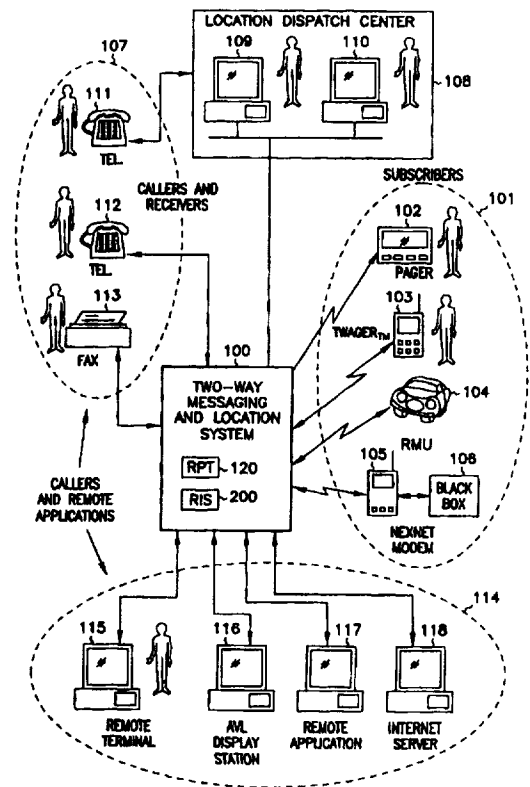 LOCATION DISPATCH CENTER
109
110
108
107
111
TEL.
CALLERS AND
RECEIVERS
112
TEL.
113
FAX
SUBSCRIBERS
101
102
PAGER
103
TWAGER™
104
RMU
105
106
BLACK
BOX
NEXNET
MODEM
100
TWO-WAY
MESSAGING
AND LOCATION
SYSTEM
RPT
120
RIS
200
CALLERS
AND REMOTE
APPLICATIONS
114
115
REMOTE
TERMINAL
116
AVL
DISPLAY
STATION
117
REMOTE
APPLICATION
118
INTERNET
SERVER